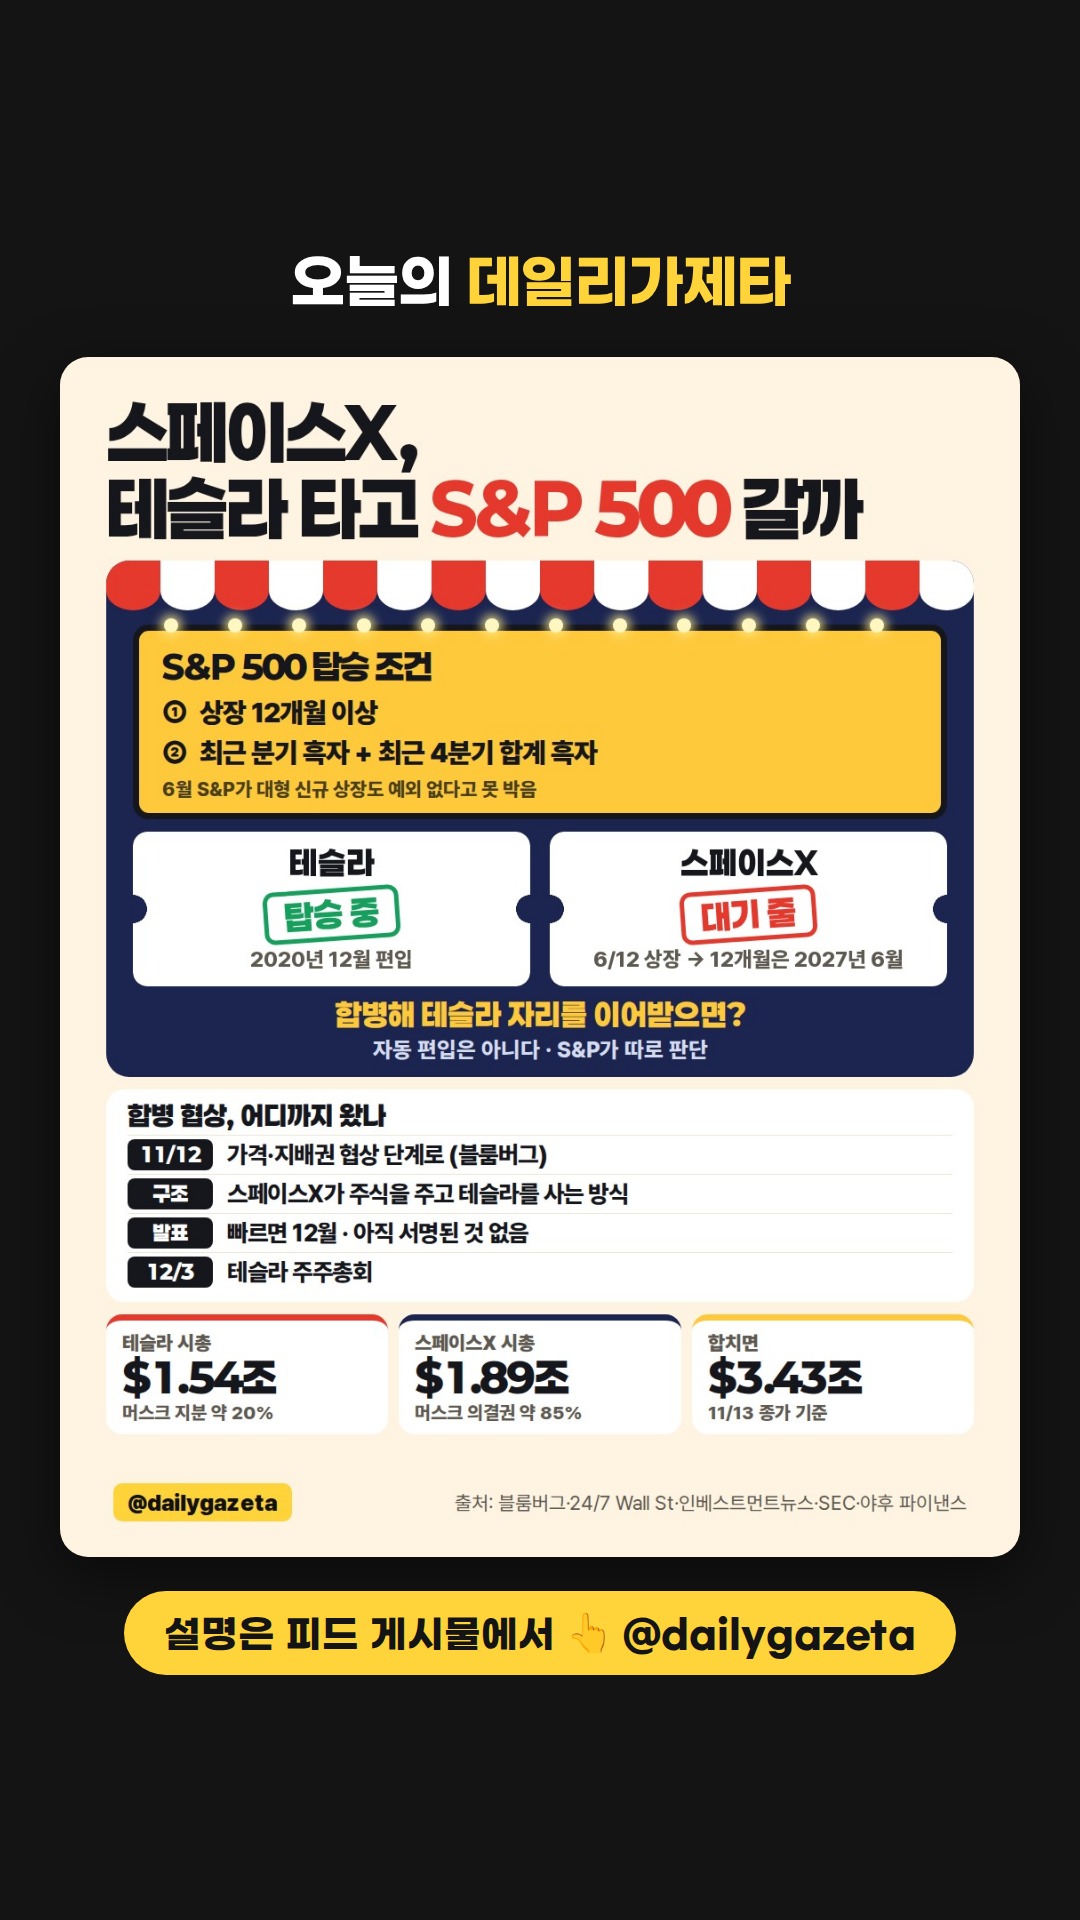 오늘의 데일리가제타
스페이스X,
테슬라 타고 S&P 500 갈까
S&P 500 탑승 조건
① 상장 12개월 이상
② 최근 분기 흑자 + 최근 4분기 합계 흑자
6월 S&P가 대형 신규 상장도 예외 없다고 못 박음
테슬라
탑승 중
2020년 12월 편입
스페이스X
대기 줄
6/12 상장 → 12개월은 2027년 6월
합병해 테슬라 자리를 이어받으면?
자동 편입은 아니다 · S&P가 따로 판단
합병 협상, 어디까지 왔나
11/12 가격·지배권 협상 단계로 (블룸버그)
구조 스페이스X가 주식을 주고 테슬라를 사는 방식
발표 빠르면 12월 · 아직 서명된 것 없음
12/3 테슬라 주주총회
테슬라 시총
$1.54조
머스크 지분 약 20%
스페이스X 시총
$1.89조
머스크 의결권 약 85%
합치면
$3.43조
11/13 종가 기준
@dailygazeta
출처: 블룸버그·24/7 Wall St·인베스트먼트뉴스·SEC·야후 파이낸스
설명은 피드 게시물에서 👆 @dailygazeta